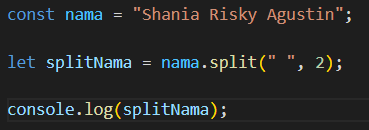 const nama = "Shania Risky Agustin";
let splitNama = nama.split(" ", 2);
console.log(splitNama);